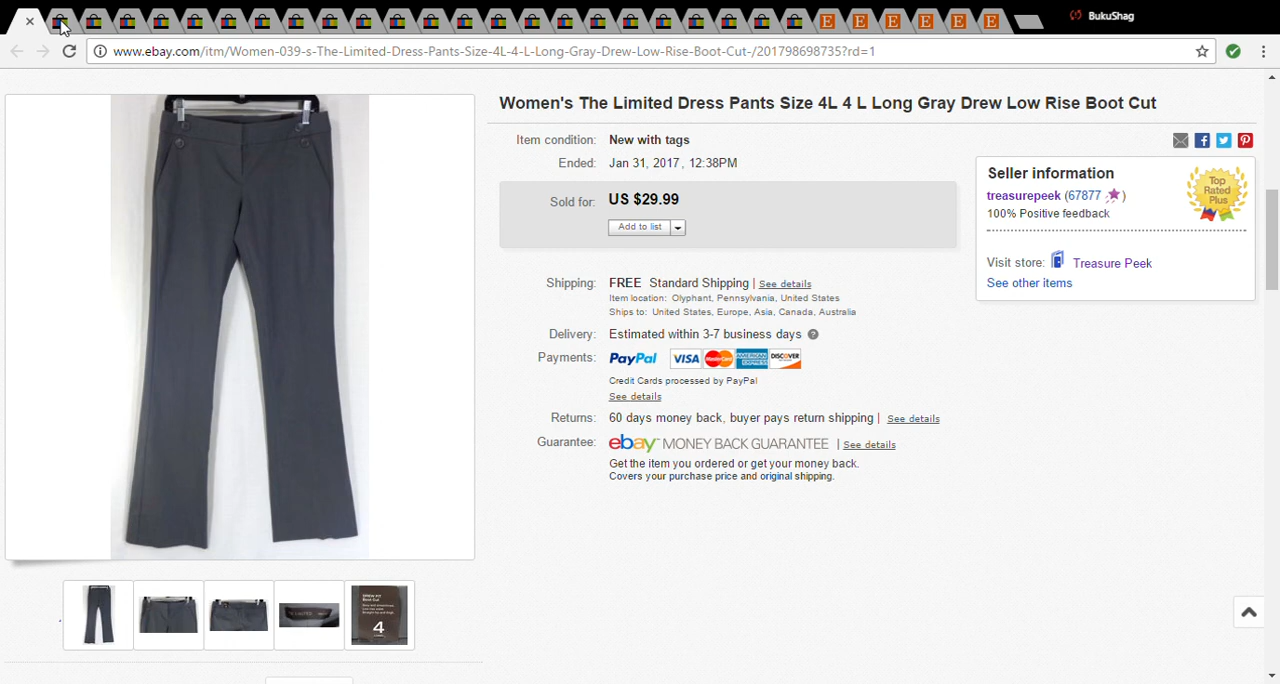 BukuShag
www.ebay.com/itm/Women-039-s-The-Limited-Dress-Pants-Size-4L-4-L-Long-Gray-Drew-Low-Rise-Boot-Cut-/201798698735?rd=1
Women's The Limited Dress Pants Size 4L 4 L Long Gray Drew Low Rise Boot Cut
Item condition: New with tags
Ended: Jan 31, 2017 , 12:38PM
Sold for: US $29.99
Add to list
Seller information
treasurepeek (67877 )
100% Positive feedback
Top
Rated
Plus
Visit store: Treasure Peek
See other items
Shipping: FREE Standard Shipping | See details
Item location: Olyphant, Pennsylvania, United States
Ships to: United States, Europe, Asia, Canada, Australia
Delivery: Estimated within 3-7 business days
Payments: PayPal VISA MasterCard AMERICAN EXPRESS DISCOVER
Credit Cards processed by PayPal
See details
Returns: 60 days money back, buyer pays return shipping | See details
Guarantee: ebay MONEY BACK GUARANTEE | See details
Get the item you ordered or get your money back.
Covers your purchase price and original shipping.
Boot Cut
4